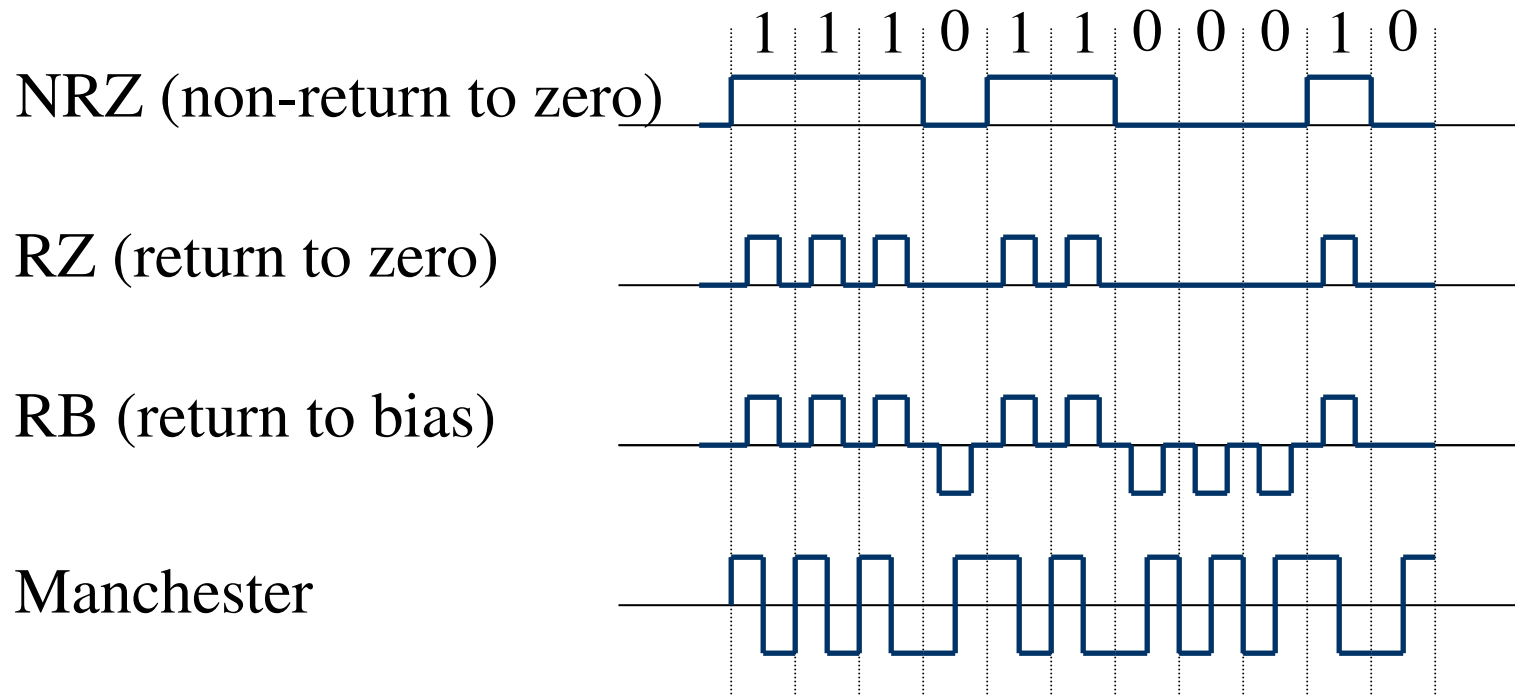 1 1 1 0 1 1 0 0 0 1 0
NRZ (non-return to zero)
RZ (return to zero)
RB (return to bias)
Manchester